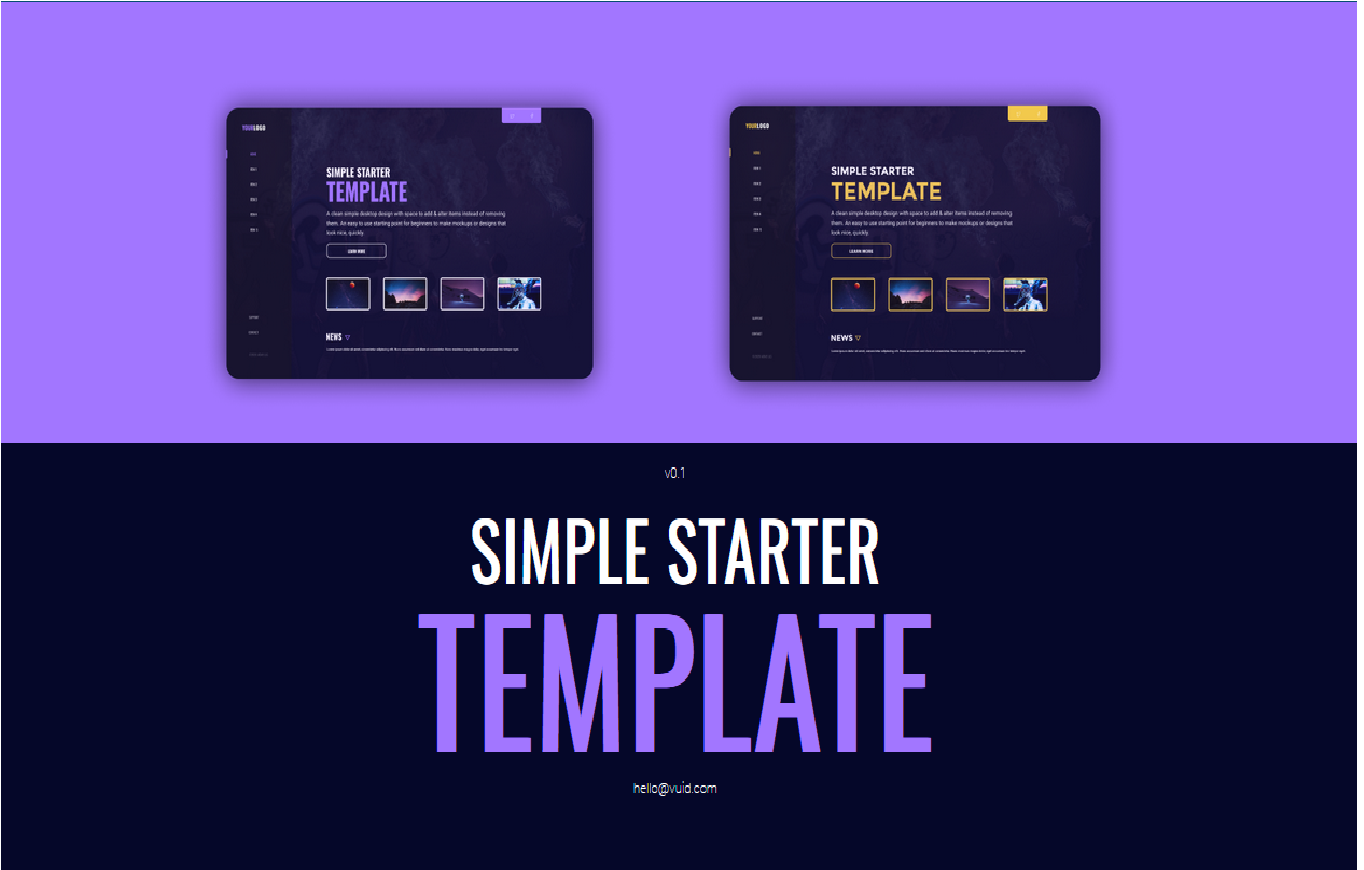 YOURLOGO
SIMPLE STARTER
TEMPLATE
A clean simple desktop design with space to add & alter items instead of removing
them. An easy to use starting point for beginners to make mockups or designs that
look nice, quickly.
LEARN MORE
NEWS
YOURLOGO
SIMPLE STARTER
TEMPLATE
A clean simple desktop design with space to add & alter items instead of removing
them. An easy to use starting point for beginners to make mockups or designs that
look nice, quickly.
LEARN MORE
NEWS
v0.1
SIMPLE STARTER
TEMPLATE
hello@vuid.com